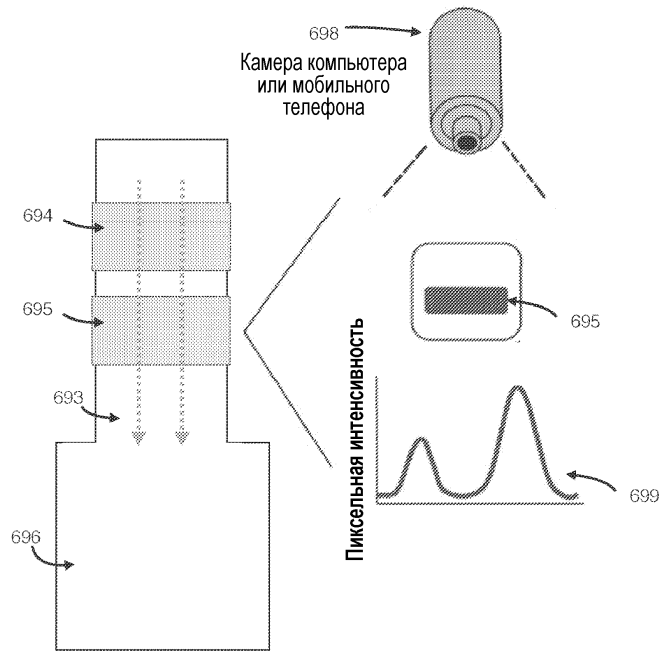 698
Камера компьютера
или мобильного
телефона
694
695
693
696
695
Пиксельная интенсивность
699